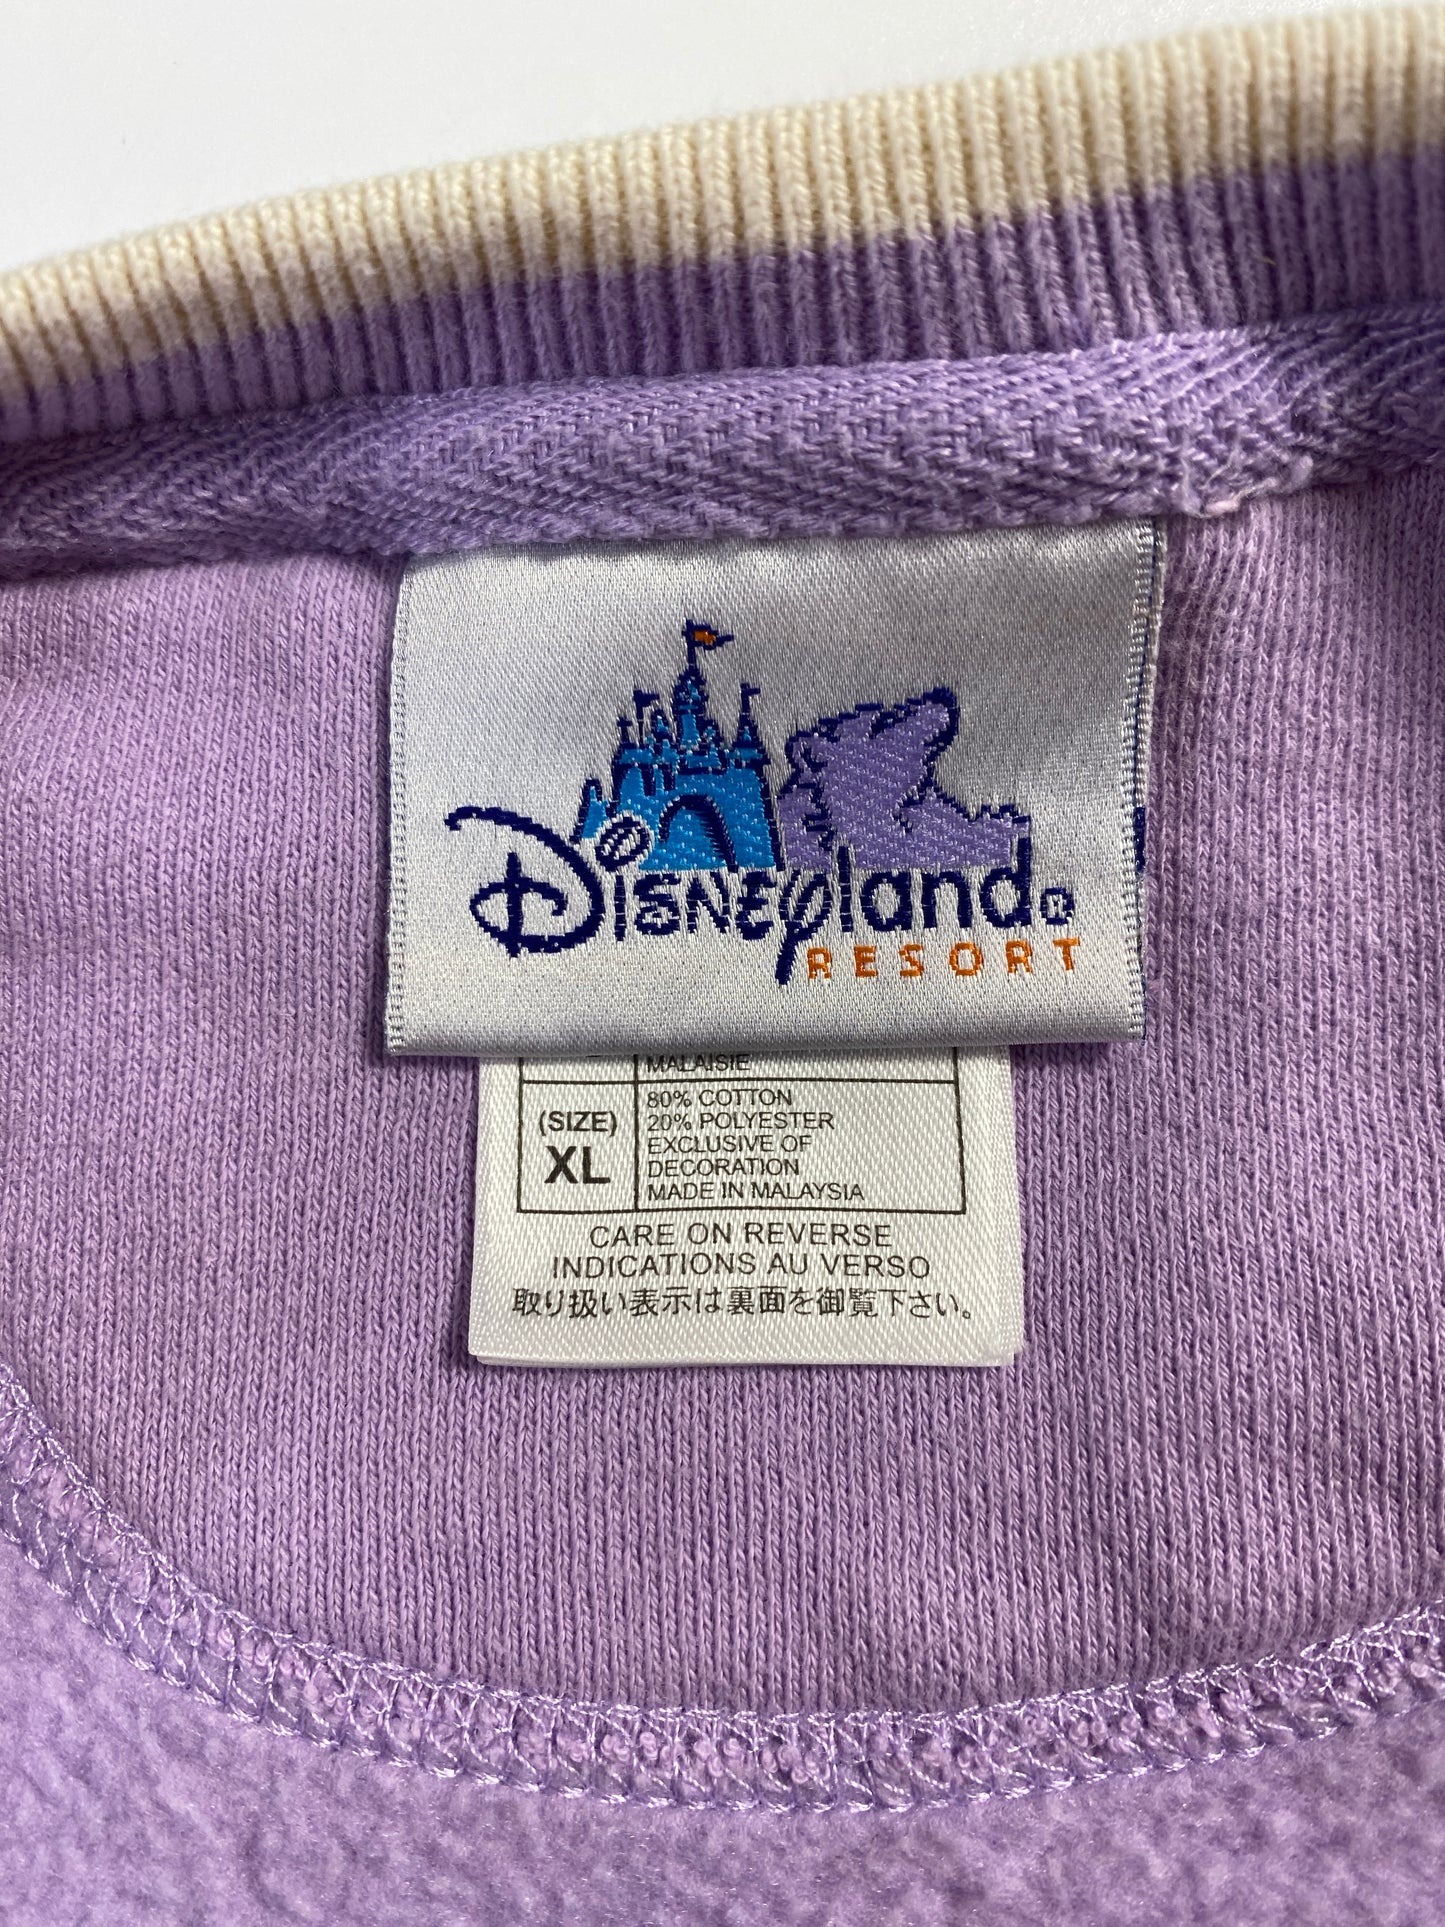 Disneyland®
RESORT
MALAISIE
(SIZE)
XL
80% COTTON
20% POLYESTER
EXCLUSIVE OF
DECORATION
MADE IN MALAYSIA
CARE ON REVERSE
INDICATIONS AU VERSO
取り扱い表示は裏面を御覧下さい。